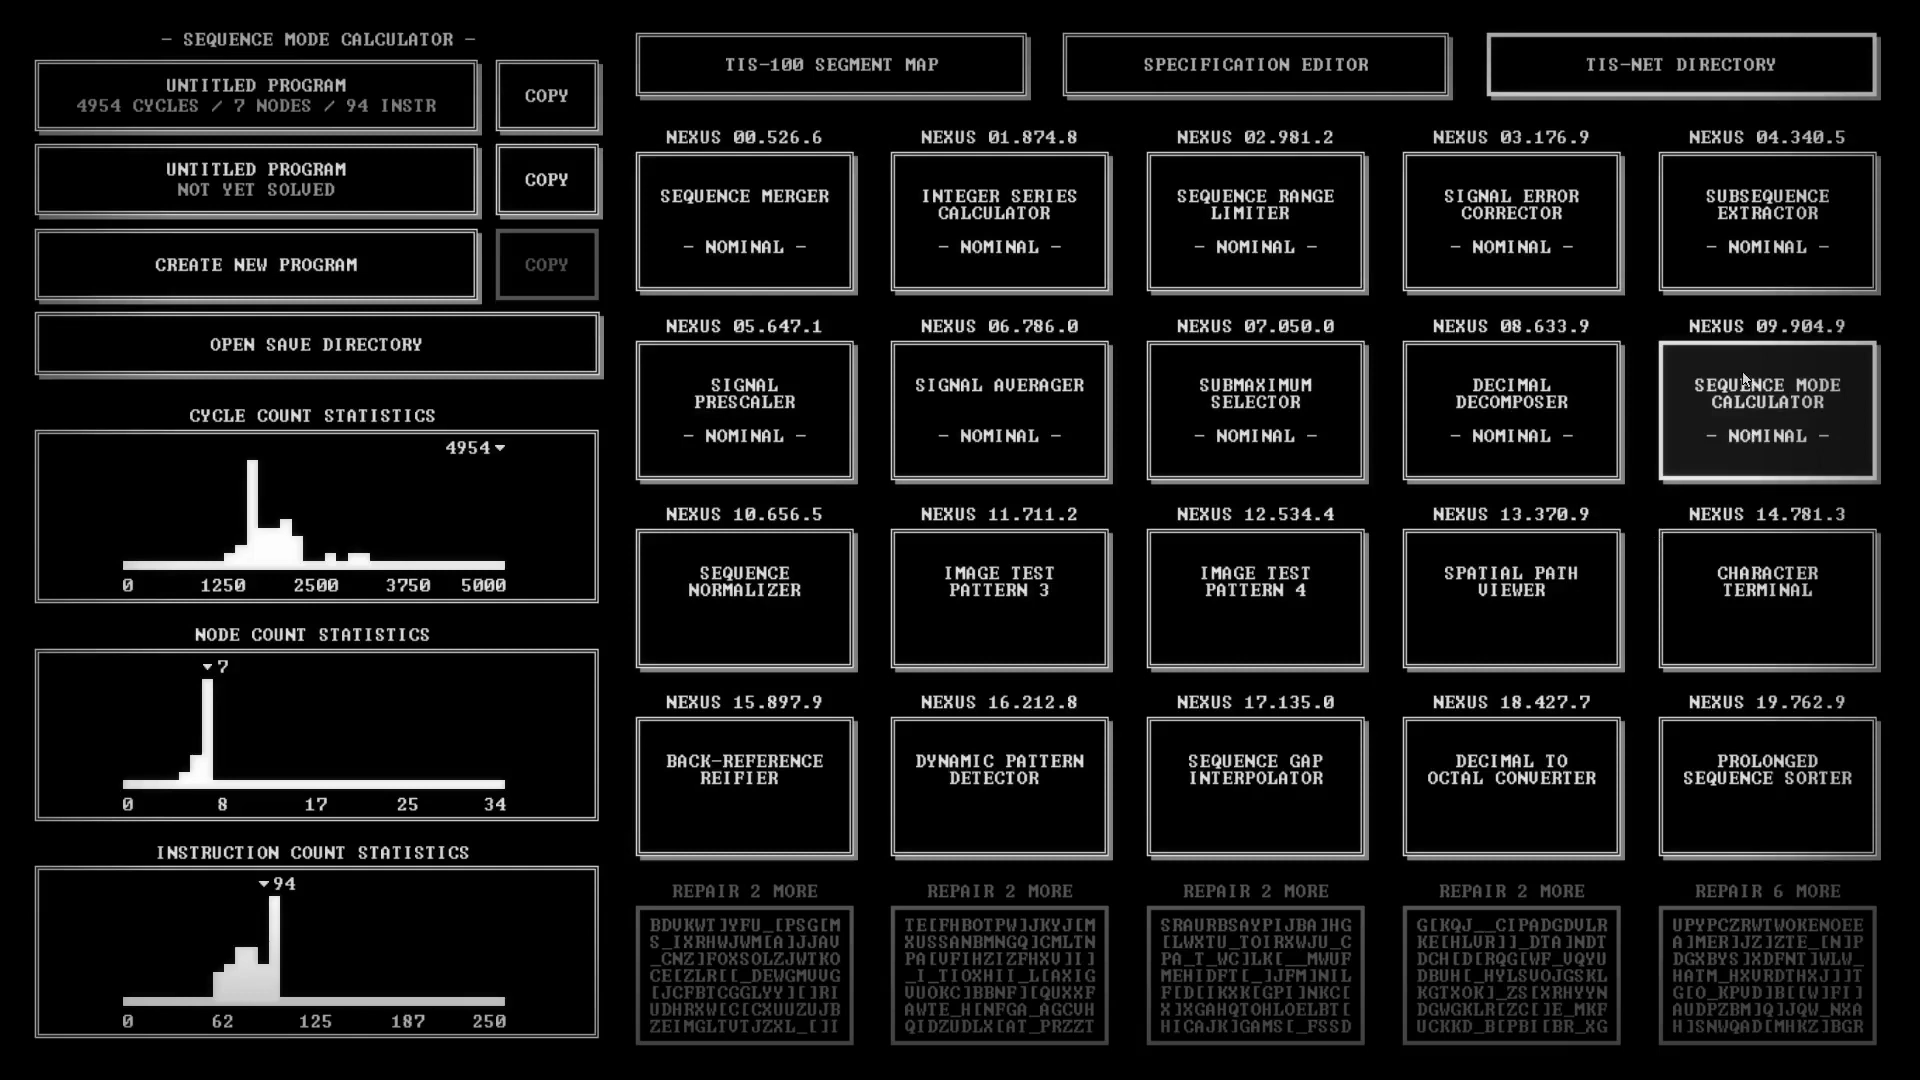 — SEQUENCE MODE CALCULATOR —
UNTITLED PROGRAM
4954 CYCLES / 7 NODES / 94 INSTR
COPY
UNTITLED PROGRAM
NOT YET SOLVED
COPY
CREATE NEW PROGRAM
COPY
OPEN SAVE DIRECTORY
CYCLE COUNT STATISTICS
4954
0 1250 2500 3750 5000
NODE COUNT STATISTICS
7
0 8 17 25 34
INSTRUCTION COUNT STATISTICS
94
0 62 125 187 250
TIS-100 SEGMENT MAP
SPECIFICATION EDITOR
TIS-NET DIRECTORY
NEXUS 00.526.6
SEQUENCE MERGER
— NOMINAL —
NEXUS 01.874.8
INTEGER SERIES
CALCULATOR
— NOMINAL —
NEXUS 02.981.2
SEQUENCE RANGE
LIMITER
— NOMINAL —
NEXUS 03.176.9
SIGNAL ERROR
CORRECTOR
— NOMINAL —
NEXUS 04.340.5
SUBSEQUENCE
EXTRACTOR
— NOMINAL —
NEXUS 05.647.1
SIGNAL
PRESCALER
— NOMINAL —
NEXUS 06.786.0
SIGNAL AVERAGER
— NOMINAL —
NEXUS 07.050.0
SUBMAXIMUM
SELECTOR
— NOMINAL —
NEXUS 08.633.9
DECIMAL
DECOMPOSER
— NOMINAL —
NEXUS 09.904.9
SEQUENCE MODE
CALCULATOR
— NOMINAL —
NEXUS 10.656.5
SEQUENCE
NORMALIZER
NEXUS 11.711.2
IMAGE TEST
PATTERN 3
NEXUS 12.534.4
IMAGE TEST
PATTERN 4
NEXUS 13.370.9
SPATIAL PATH
VIEWER
NEXUS 14.781.3
CHARACTER
TERMINAL
NEXUS 15.897.9
BACK-REFERENCE
REIFIER
NEXUS 16.212.8
DYNAMIC PATTERN
DETECTOR
NEXUS 17.135.0
SEQUENCE GAP
INTERPOLATOR
NEXUS 18.427.7
DECIMAL TO
OCTAL CONVERTER
NEXUS 19.762.9
PROLONGED
SEQUENCE SORTER
REPAIR 2 MORE
REPAIR 2 MORE
REPAIR 2 MORE
REPAIR 2 MORE
REPAIR 6 MORE